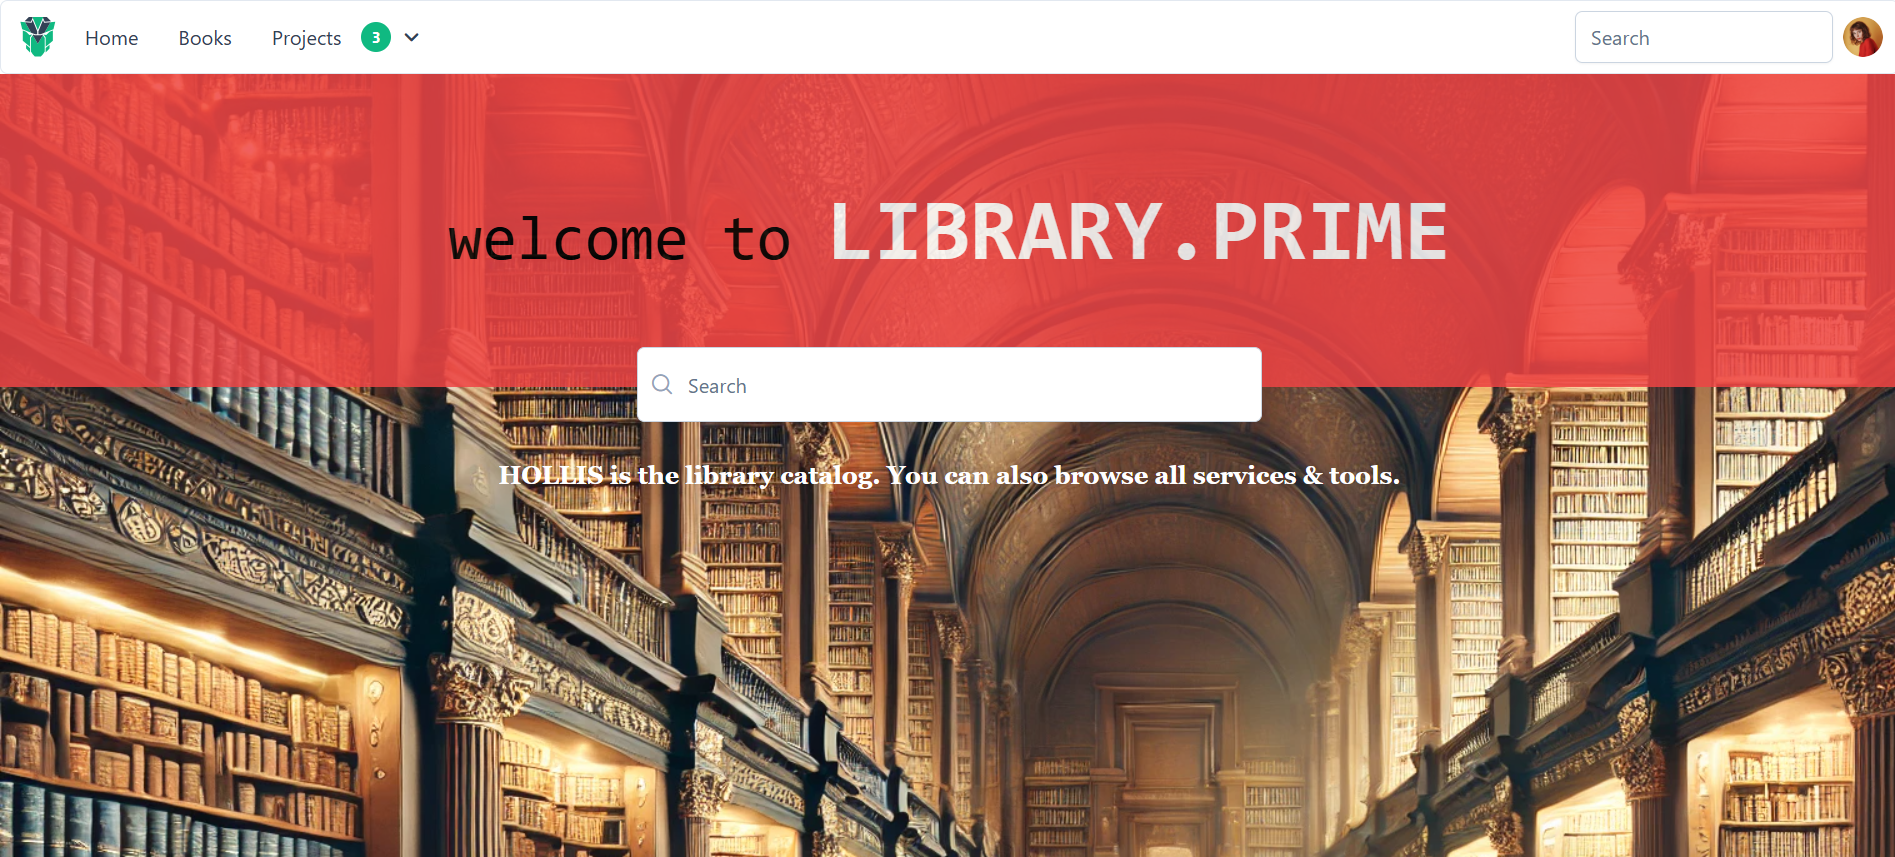 Home Books Projects 3 Search
welcome to LIBRARY.PRIME
Search
HOLLIS is the library catalog. You can also browse all services & tools.